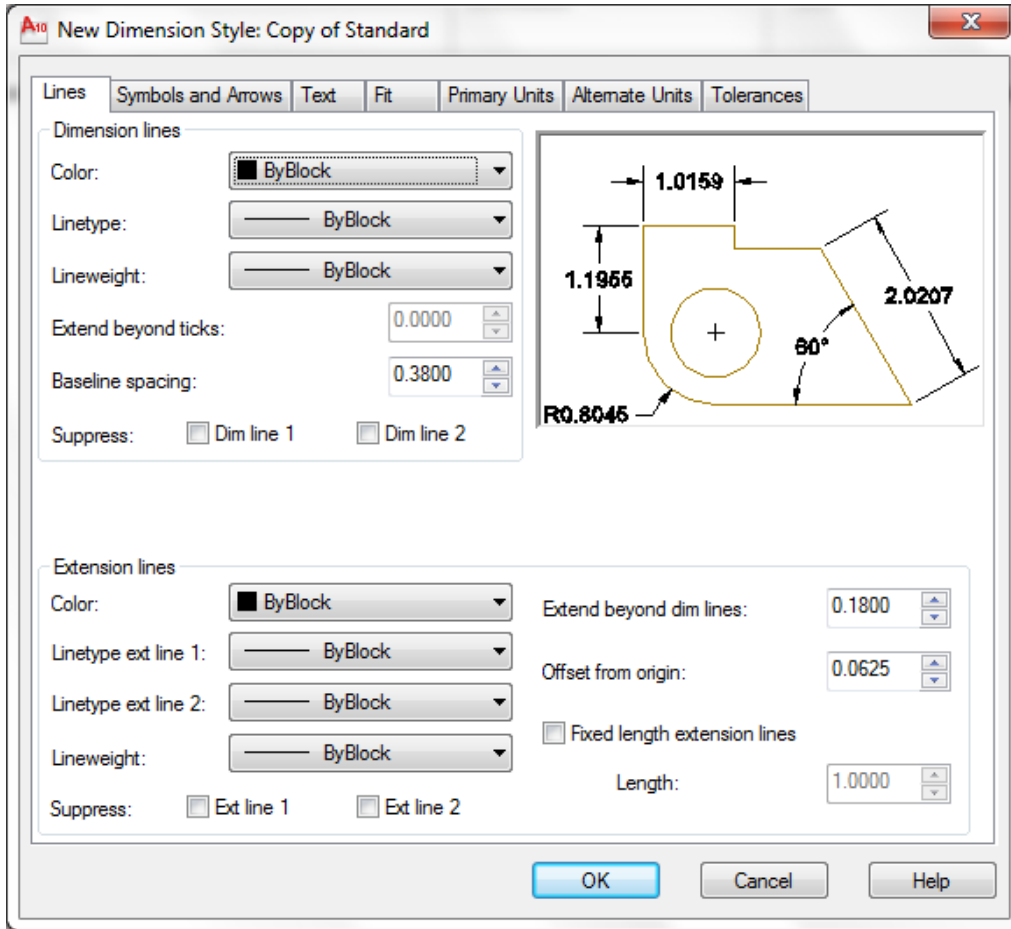 A10 New Dimension Style: Copy of Standard
Lines Symbols and Arrows Text Fit Primary Units Alternate Units Tolerances
Dimension lines
Color: ByBlock
Linetype: ByBlock
Lineweight: ByBlock
Extend beyond ticks: 0.0000
Baseline spacing: 0.3800
Suppress: Dim line 1 Dim line 2
1.0159
1.1955
2.0207
60°
R0.8045
Extension lines
Color: ByBlock
Linetype ext line 1: ByBlock
Linetype ext line 2: ByBlock
Lineweight: ByBlock
Suppress: Ext line 1 Ext line 2
Extend beyond dim lines: 0.1800
Offset from origin: 0.0625
Fixed length extension lines
Length: 1.0000
OK Cancel Help